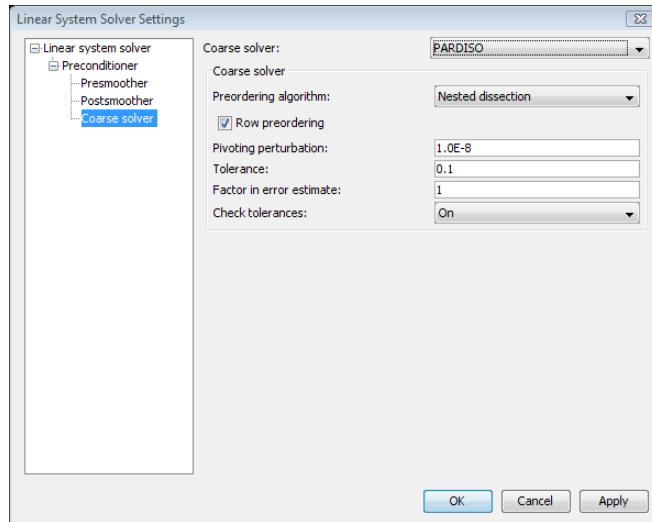 Linear System Solver Settings
Linear system solver
Preconditioner
Presmoother
Postsmoother
Coarse solver
Coarse solver: PARDISO
Coarse solver
Preordering algorithm: Nested dissection
Row preordering
Pivoting perturbation: 1.0E-8
Tolerance: 0.1
Factor in error estimate: 1
Check tolerances: On
OK Cancel Apply